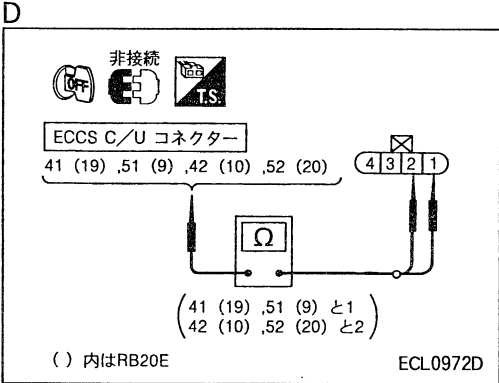 D
非接続
OFF
T.S.
ECCS C／U コネクター
41 (19) ,51 (9) ,42 (10) ,52 (20)
4 3 2 1
Ω
41 (19) ,51 (9) と1
42 (10) ,52 (20) と2
( ) 内はRB20E
ECL0972D